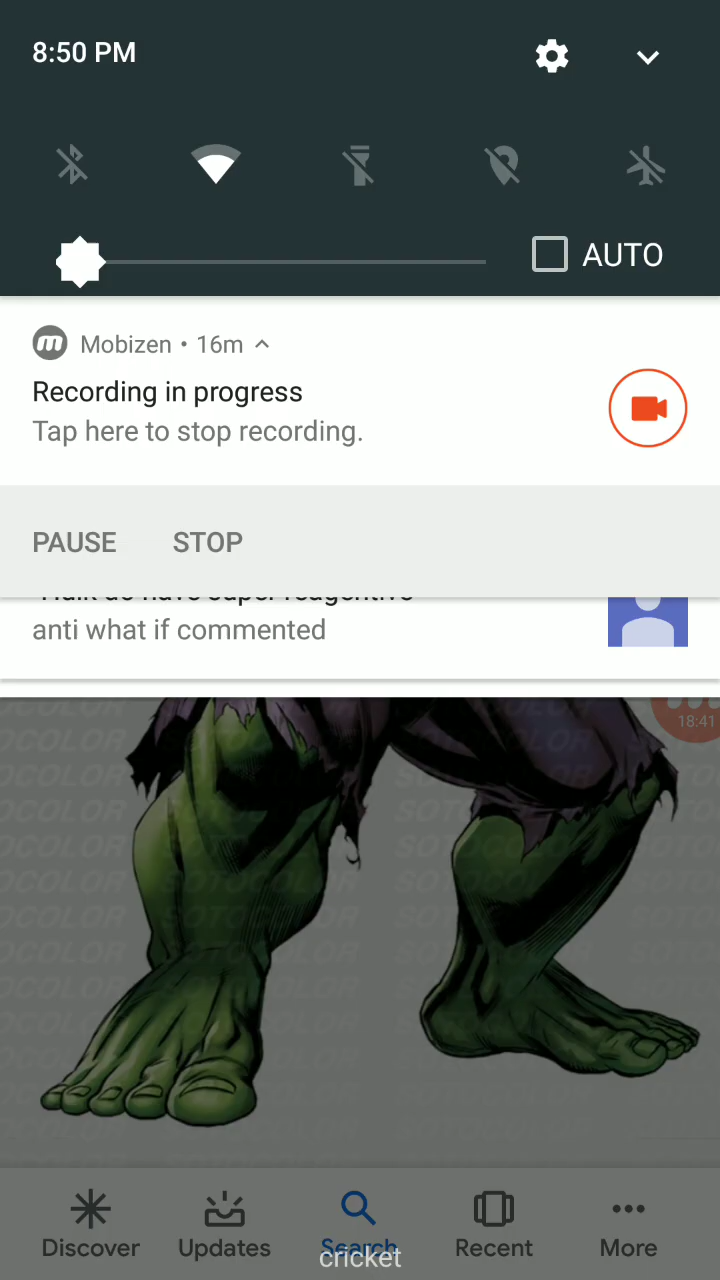 8:50 PM
AUTO
Mobizen • 16m
Recording in progress
Tap here to stop recording.
PAUSE STOP
anti what if commented
18:41
SOTOCOLOR
Discover Updates Search Recent More
cricket